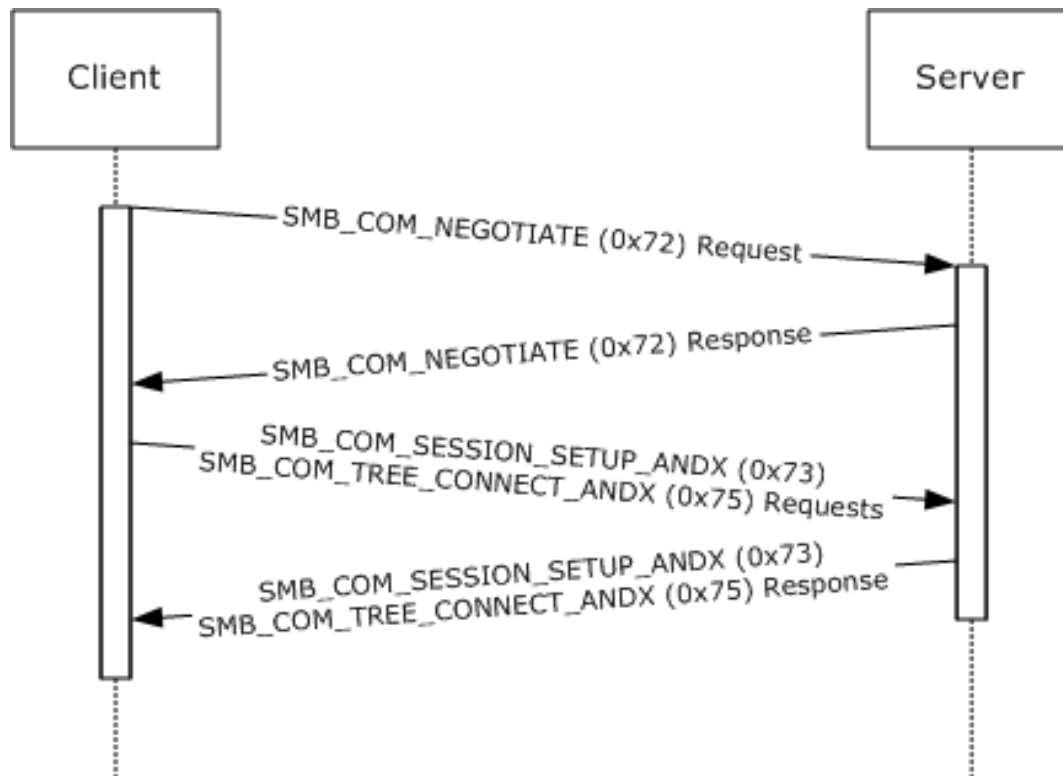 Client
Server
SMB_COM_NEGOTIATE (0x72) Request
SMB_COM_NEGOTIATE (0x72) Response
SMB_COM_SESSION_SETUP_ANDX (0x73)
SMB_COM_TREE_CONNECT_ANDX (0x75) Requests
SMB_COM_SESSION_SETUP_ANDX (0x73)
SMB_COM_TREE_CONNECT_ANDX (0x75) Response